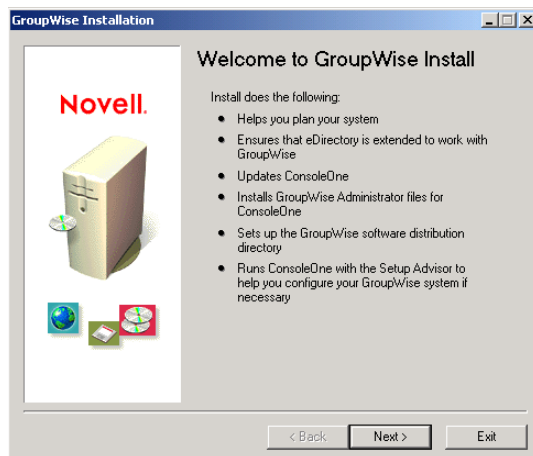 GroupWise Installation
Novell.
Welcome to GroupWise Install
Install does the following:
• Helps you plan your system
• Ensures that eDirectory is extended to work with
GroupWise
• Updates ConsoleOne
• Installs GroupWise Administrator files for
ConsoleOne
• Sets up the GroupWise software distribution
directory
• Runs ConsoleOne with the Setup Advisor to
help you configure your GroupWise system if
necessary
< Back
Next >
Exit